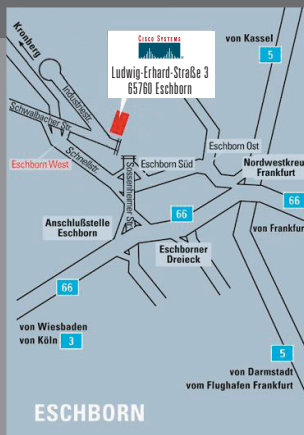 CISCO SYSTEMS
Ludwig-Erhard-Straße 3
65760 Eschborn
von Kassel
5
Kronberg
Industriestr.
Schwalbacher Str.
Eschborn West
Schnellstr.
Sossenheimer Str.
Eschborn Süd
Eschborn Ost
Nordwestkreu
Frankfurt
66
66
von Frankfur
Anschlußstelle
Eschborn
Eschborner
Dreieck
66
von Wiesbaden
von Köln 3
5
von Darmstadt
vom Flughafen Frankfurt
ESCHBORN